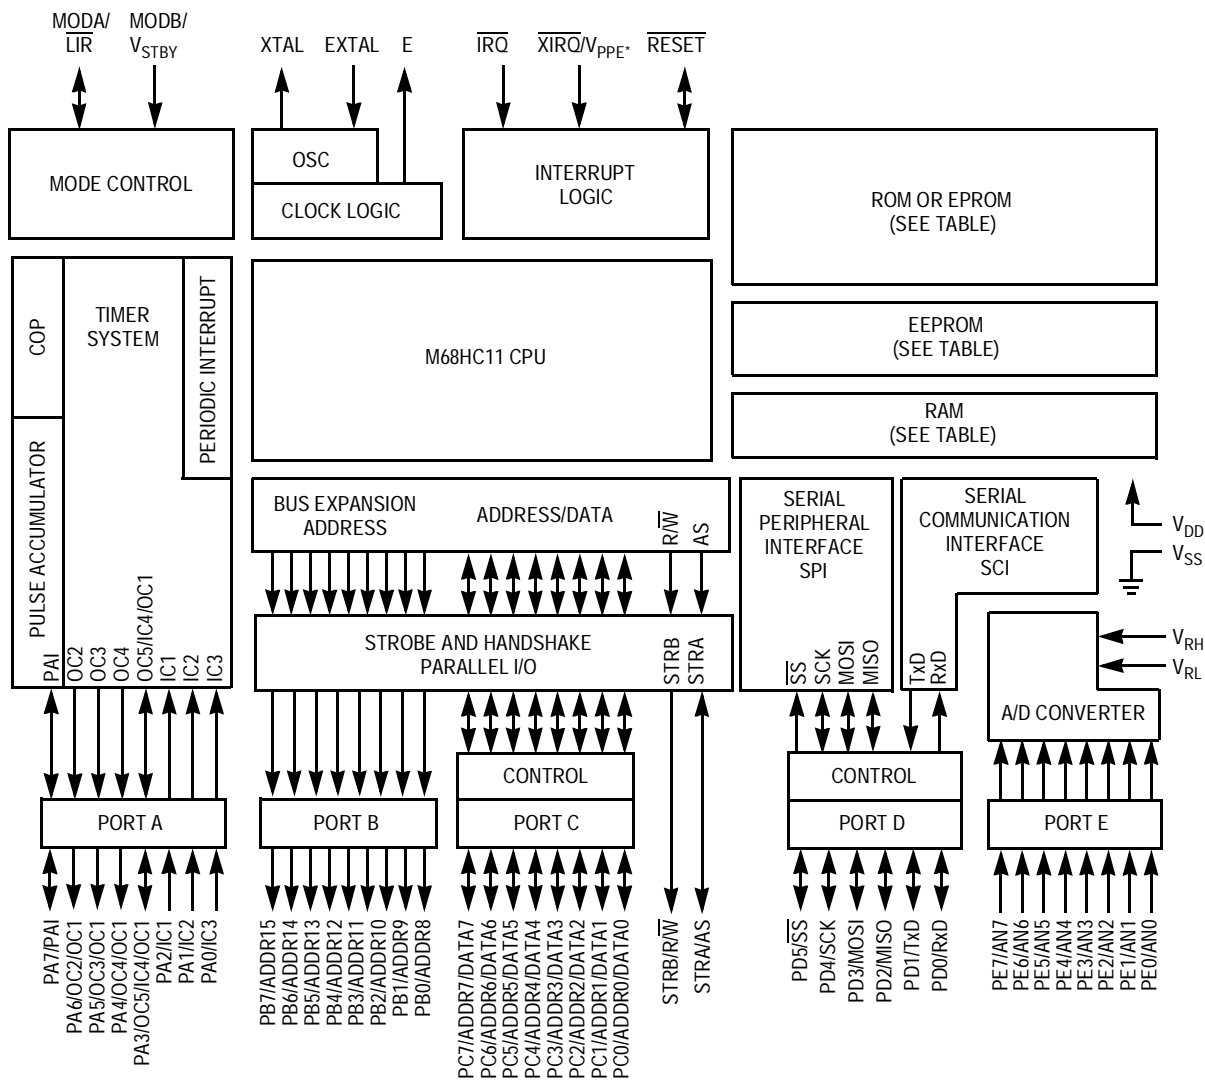 MODA/
LIR
MODB/
VSTBY
XTAL
EXTAL
E
IRQ
XIRQ/VPPE*
RESET
MODE CONTROL
OSC
CLOCK LOGIC
INTERRUPT
LOGIC
ROM OR EPROM
(SEE TABLE)
COP
TIMER
SYSTEM
PERIODIC INTERRUPT
M68HC11 CPU
EEPROM
(SEE TABLE)
RAM
(SEE TABLE)
PULSE ACCUMULATOR
PAI
OC2
OC3
OC4
OC5/IC4/OC1
IC1
IC2
IC3
BUS EXPANSION
ADDRESS
ADDRESS/DATA
R/W
AS
STROBE AND HANDSHAKE
PARALLEL I/O
STRB
STRA
SERIAL
PERIPHERAL
INTERFACE
SPI
SS
SCK
MOSI
MISO
SERIAL
COMMUNICATION
INTERFACE
SCI
TxD
RxD
VDD
VSS
VRH
VRL
A/D CONVERTER
CONTROL
CONTROL
PORT A
PORT B
PORT C
PORT D
PORT E
PA7/PAI
PA6/OC2/OC1
PA5/OC3/OC1
PA4/OC4/OC1
PA3/OC5/IC4/OC1
PA2/IC1
PA1/IC2
PA0/IC3
PB7/ADDR15
PB6/ADDR14
PB5/ADDR13
PB4/ADDR12
PB3/ADDR11
PB2/ADDR10
PB1/ADDR9
PB0/ADDR8
PC7/ADDR7/DATA7
PC6/ADDR6/DATA6
PC5/ADDR5/DATA5
PC4/ADDR4/DATA4
PC3/ADDR3/DATA3
PC2/ADDR2/DATA2
PC1/ADDR1/DATA1
PC0/ADDR0/DATA0
STRB/R/W
STRA/AS
PD5/SS
PD4/SCK
PD3/MOSI
PD2/MISO
PD1/TxD
PD0/RxD
PE7/AN7
PE6/AN6
PE5/AN5
PE4/AN4
PE3/AN3
PE2/AN2
PE1/AN1
PE0/AN0